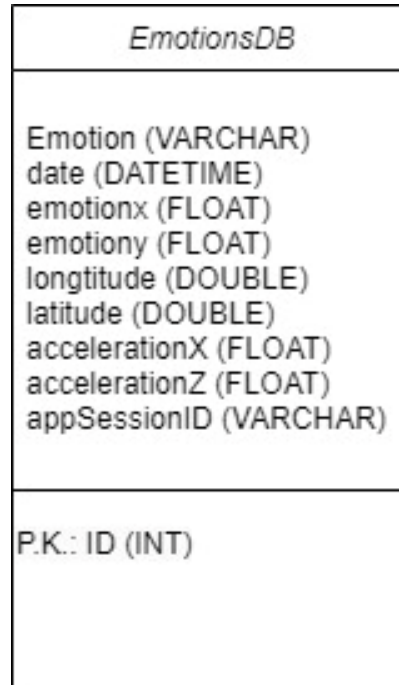 EmotionsDB
Emotion (VARCHAR)
date (DATETIME)
emotionx (FLOAT)
emotiony (FLOAT)
longtitude (DOUBLE)
latitude (DOUBLE)
accelerationX (FLOAT)
accelerationZ (FLOAT)
appSessionID (VARCHAR)
P.K.: ID (INT)